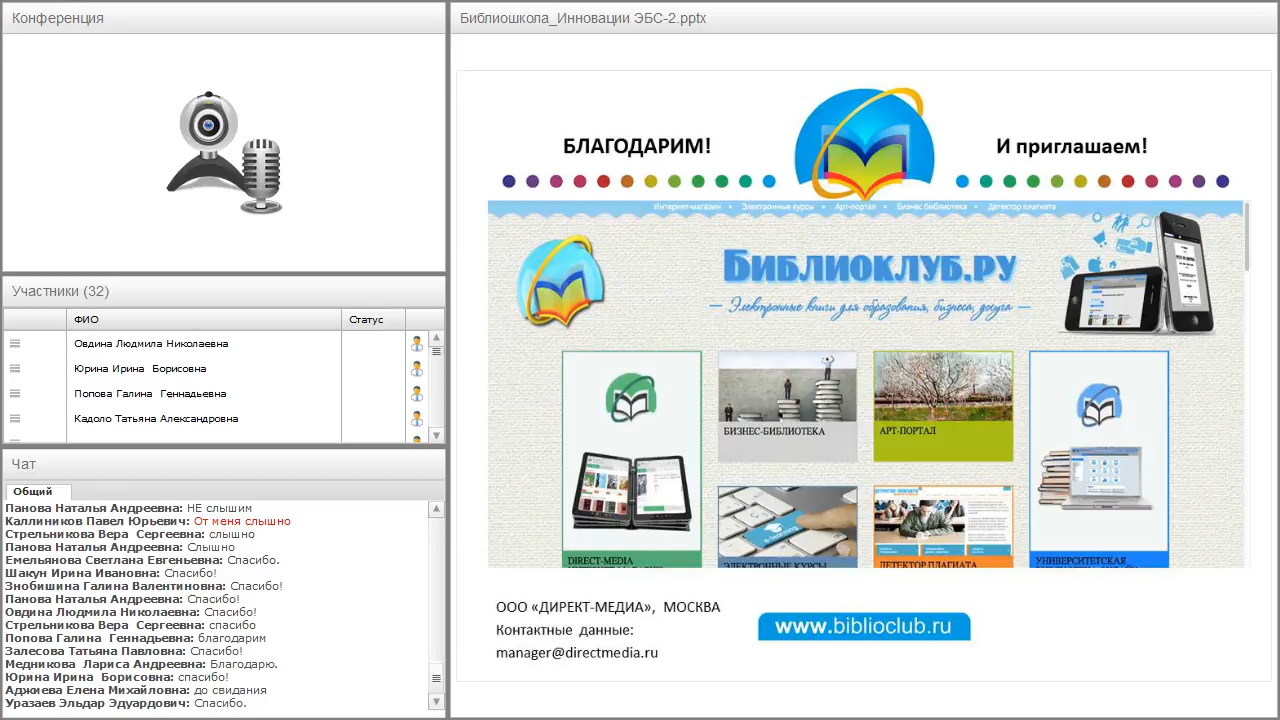 Конференция
Участники (32)
ФИО
Статус
Овдина Людмила Николаевна
Юрина Ирина Борисовна
Попова Галина Геннадьевна
Кадоло Татьяна Александровна
Чат
Общий
Панова Наталья Андреевна: НЕ слышим
Каллиников Павел Юрьевич: От меня слышно
Стрельникова Вера Сергеевна: слышно
Панова Наталья Андреевна: Слышно
Емельянова Светлана Евгеньевна: Спасибо.
Шакун Ирина Ивановна: Спасибо!
Знобишина Галина Валентиновна: Спасибо!
Панова Наталья Андреевна: Спасибо!
Овдина Людмила Николаевна: Спасибо!
Стрельникова Вера Сергеевна: спасибо
Попова Галина Геннадьевна: благодаим
Залесова Татьяна Павловна: Спасибо!
Медникова Лариса Андреевна: Благодарю.
Юрина Ирина Борисовна: спасибо!
Аджиева Елена Михайловна: до свидания
Уразаев Эльдар Эдуардович: Спасибо.
Библиошкола_Инновации ЭБС-2.pptx
БЛАГОДАРИМ!
И приглашаем!
Интернет-магазин • Электронные курсы • Арт-портал • Бизнес библиотека • Детектор плагиата
БИБЛИОКЛУБ.РУ
— Электронные книги для образования, бизнеса, досуга —
БИЗНЕС-БИБЛИОТЕКА
АРТ-ПОРТАЛ
DIRECT-MEDIA
ЭЛЕКТРОННЫЕ КУРСЫ
ДЕТЕКТОР ПЛАГИАТА
УНИВЕРСИТЕТСКАЯ
ООО «ДИРЕКТ-МЕДИА», МОСКВА
Контактные данные:
manager@directmedia.ru
www.biblioclub.ru